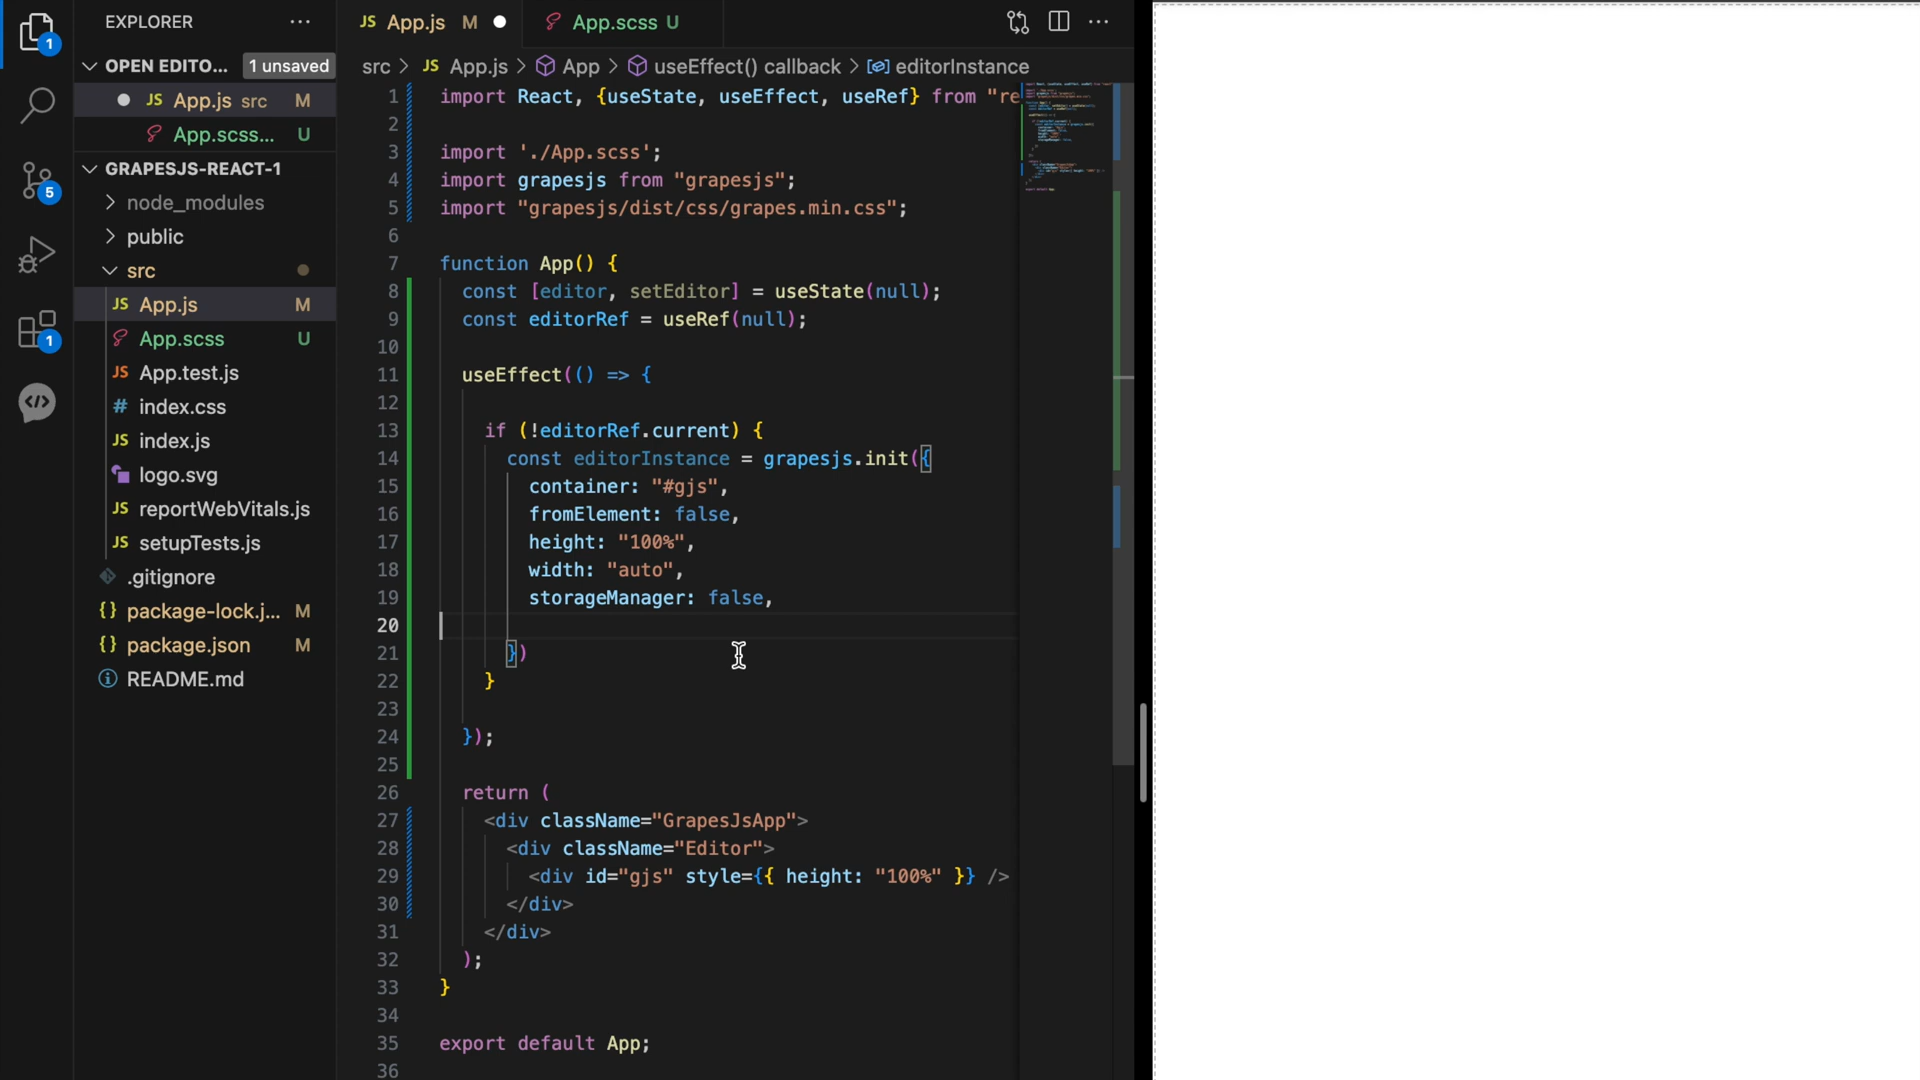 EXPLORER
OPEN EDITO... 1 unsaved
JS App.js src M
App.scss... U
GRAPESJS-REACT-1
node_modules
public
src
JS App.js M
App.scss U
JS App.test.js
# index.css
JS index.js
logo.svg
JS reportWebVitals.js
JS setupTests.js
.gitignore
{} package-lock.j... M
{} package.json M
README.md
1
5
1
JS App.js M
App.scss U
src > JS App.js > App > useEffect() callback > editorInstance
1 import React, {useState, useEffect, useRef} from "re
2
3 import './App.scss';
4 import grapesjs from "grapesjs";
5 import "grapesjs/dist/css/grapes.min.css";
6
7 function App() {
8 const [editor, setEditor] = useState(null);
9 const editorRef = useRef(null);
10
11 useEffect(() => {
12
13 if (!editorRef.current) {
14 const editorInstance = grapesjs.init({
15 container: "#gjs",
16 fromElement: false,
17 height: "100%",
18 width: "auto",
19 storageManager: false,
20
21 })
22 }
23
24 });
25
26 return (
27 <div className="GrapesJsApp">
28 <div className="Editor">
29 <div id="gjs" style={{ height: "100%" }} />
30 </div>
31 </div>
32 );
33 }
34
35 export default App;
36